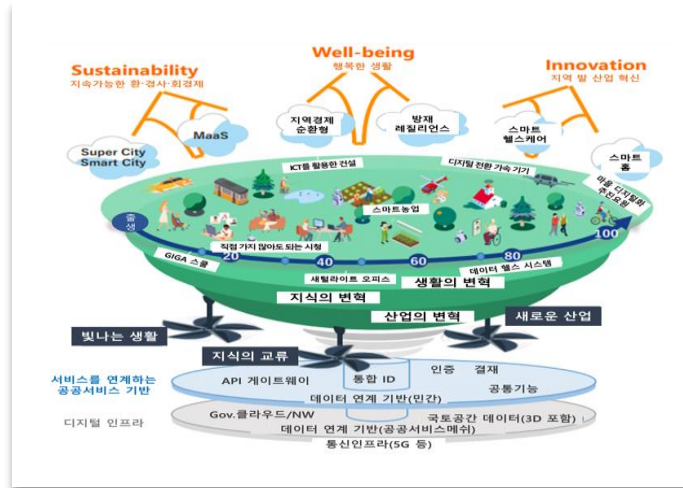 Sustainability
지속가능한 환·경사·회경제
Well-being
행복한 생활
Innovation
지역 발 산업 혁신
Super City
Smart City
MaaS
지역경제
순환형
방재
레질리언스
스마트
헬스케어
스마트
홈
ICT를 활용한 건설
디지털 전환 가속 기기
마을 디지털화
추진요원
스마트농업
출
생
20
40
60
80
100
직접 가지 않아도 되는 시청
GIGA 스쿨
새털라이트 오피스
데이터 헬스 시스템
생활의 변혁
지식의 변혁
산업의 변혁
새로운 산업
빛나는 생활
지식의 교류
서비스를 연계하는
공공서비스 기반
API 게이트웨이
통합 ID
인증
결재
공통기능
데이터 연계 기반(민간)
디지털 인프라
Gov.클라우드/NW
국토공간 데이터(3D 포함)
데이터 연계 기반(공공서비스메쉬)
통신인프라(5G 등)